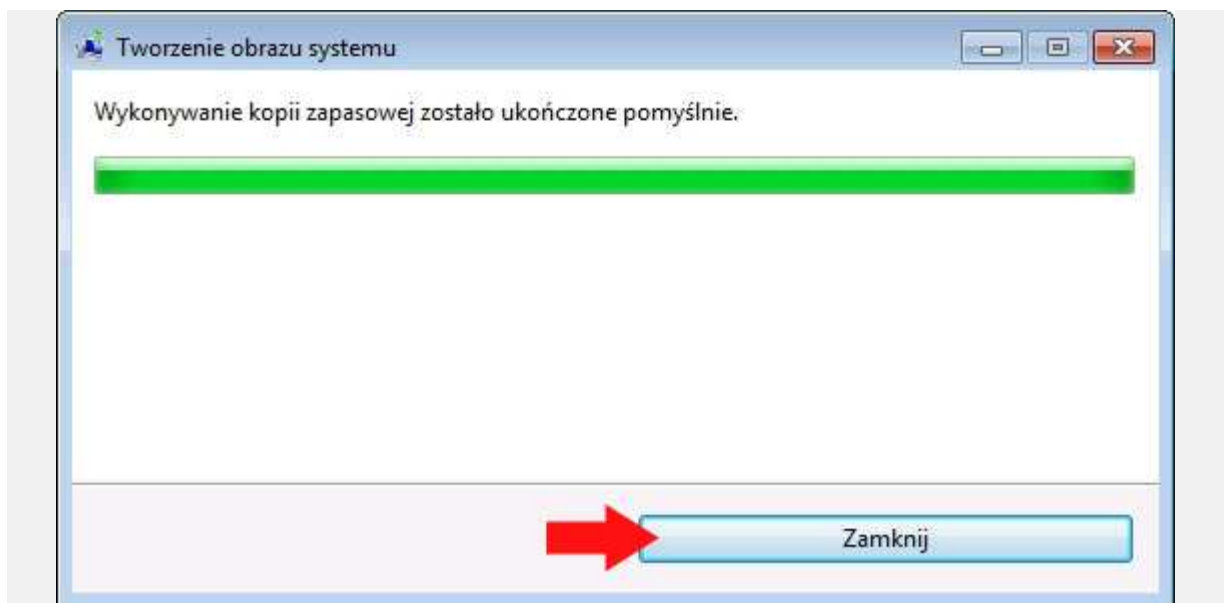 Tworzenie obrazu systemu
Wykonywanie kopii zapasowej zostało ukończone pomyślnie.
Zamknij